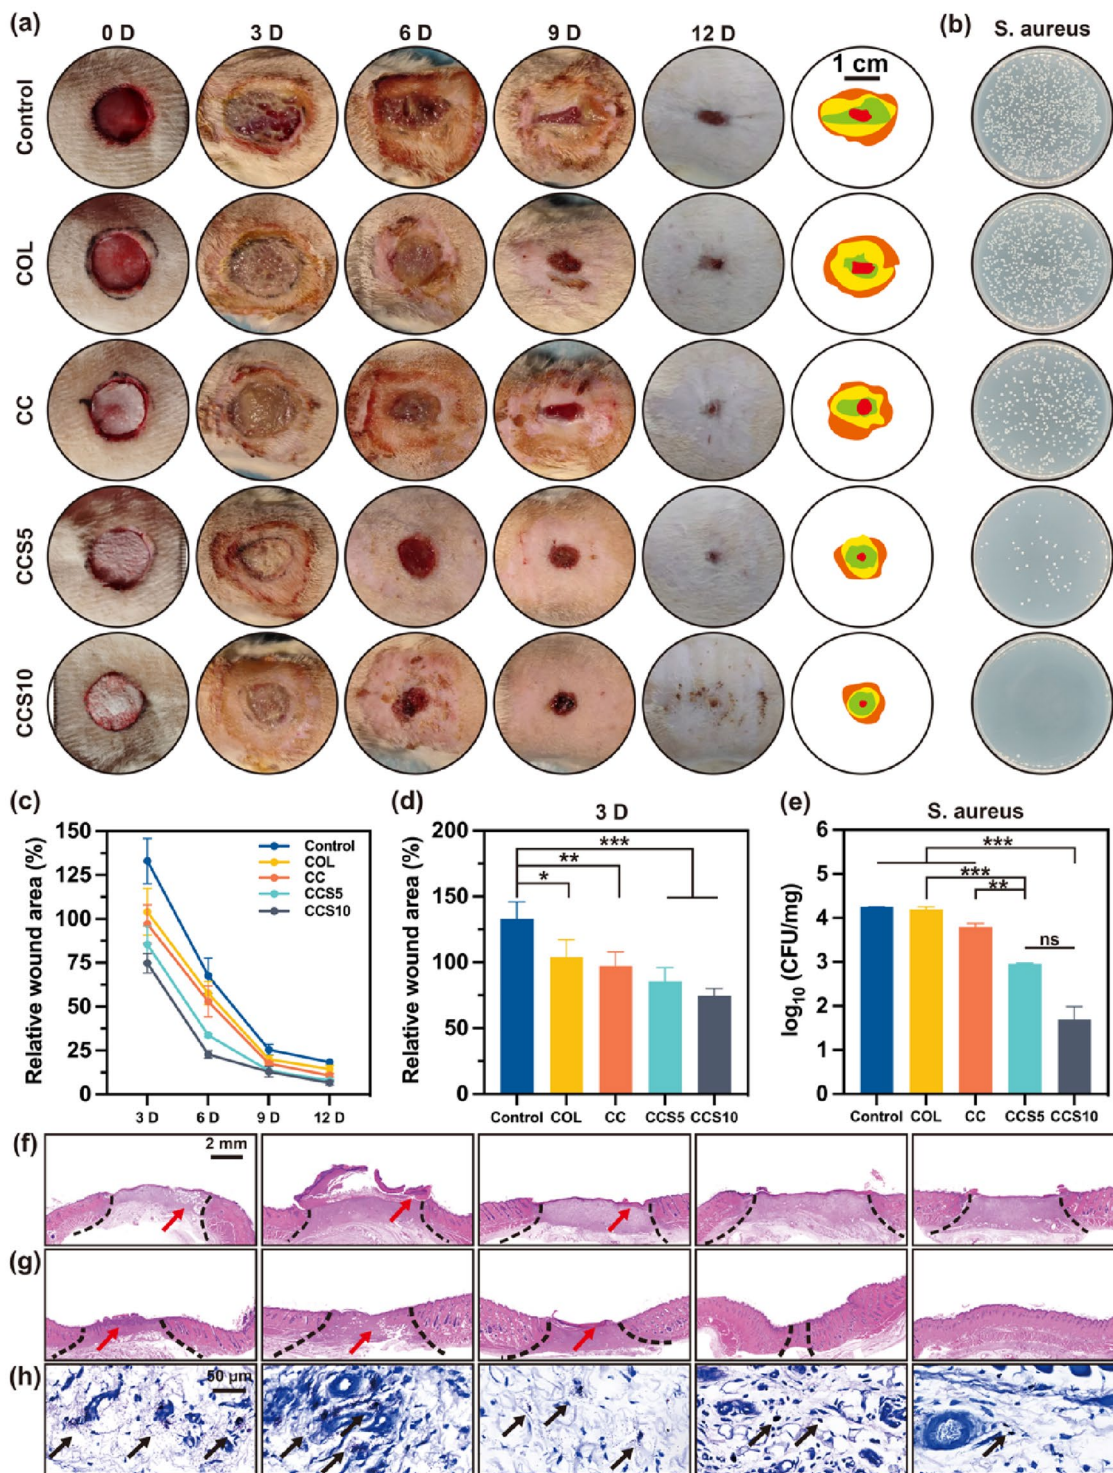 (a)
0 D 3 D 6 D 9 D 12 D
(b)
S. aureus
1 cm
Control
COL
CC
CCS5
CCS10
(c)
Relative wound area (%)
150
125
100
75
50
25
0
3 D 6 D 9 D 12 D
Control
COL
CC
CCS5
CCS10
(d)
3 D
Relative wound area (%)
200
150
100
50
0
***
**
*
Control COL CC CCS5 CCS10
(e)
S. aureus
log10 (CFU/mg)
6
5
4
3
2
1
0
***
***
**
ns
Control COL CC CCS5 CCS10
(f)
2 mm
(g)
(h)
50 μm